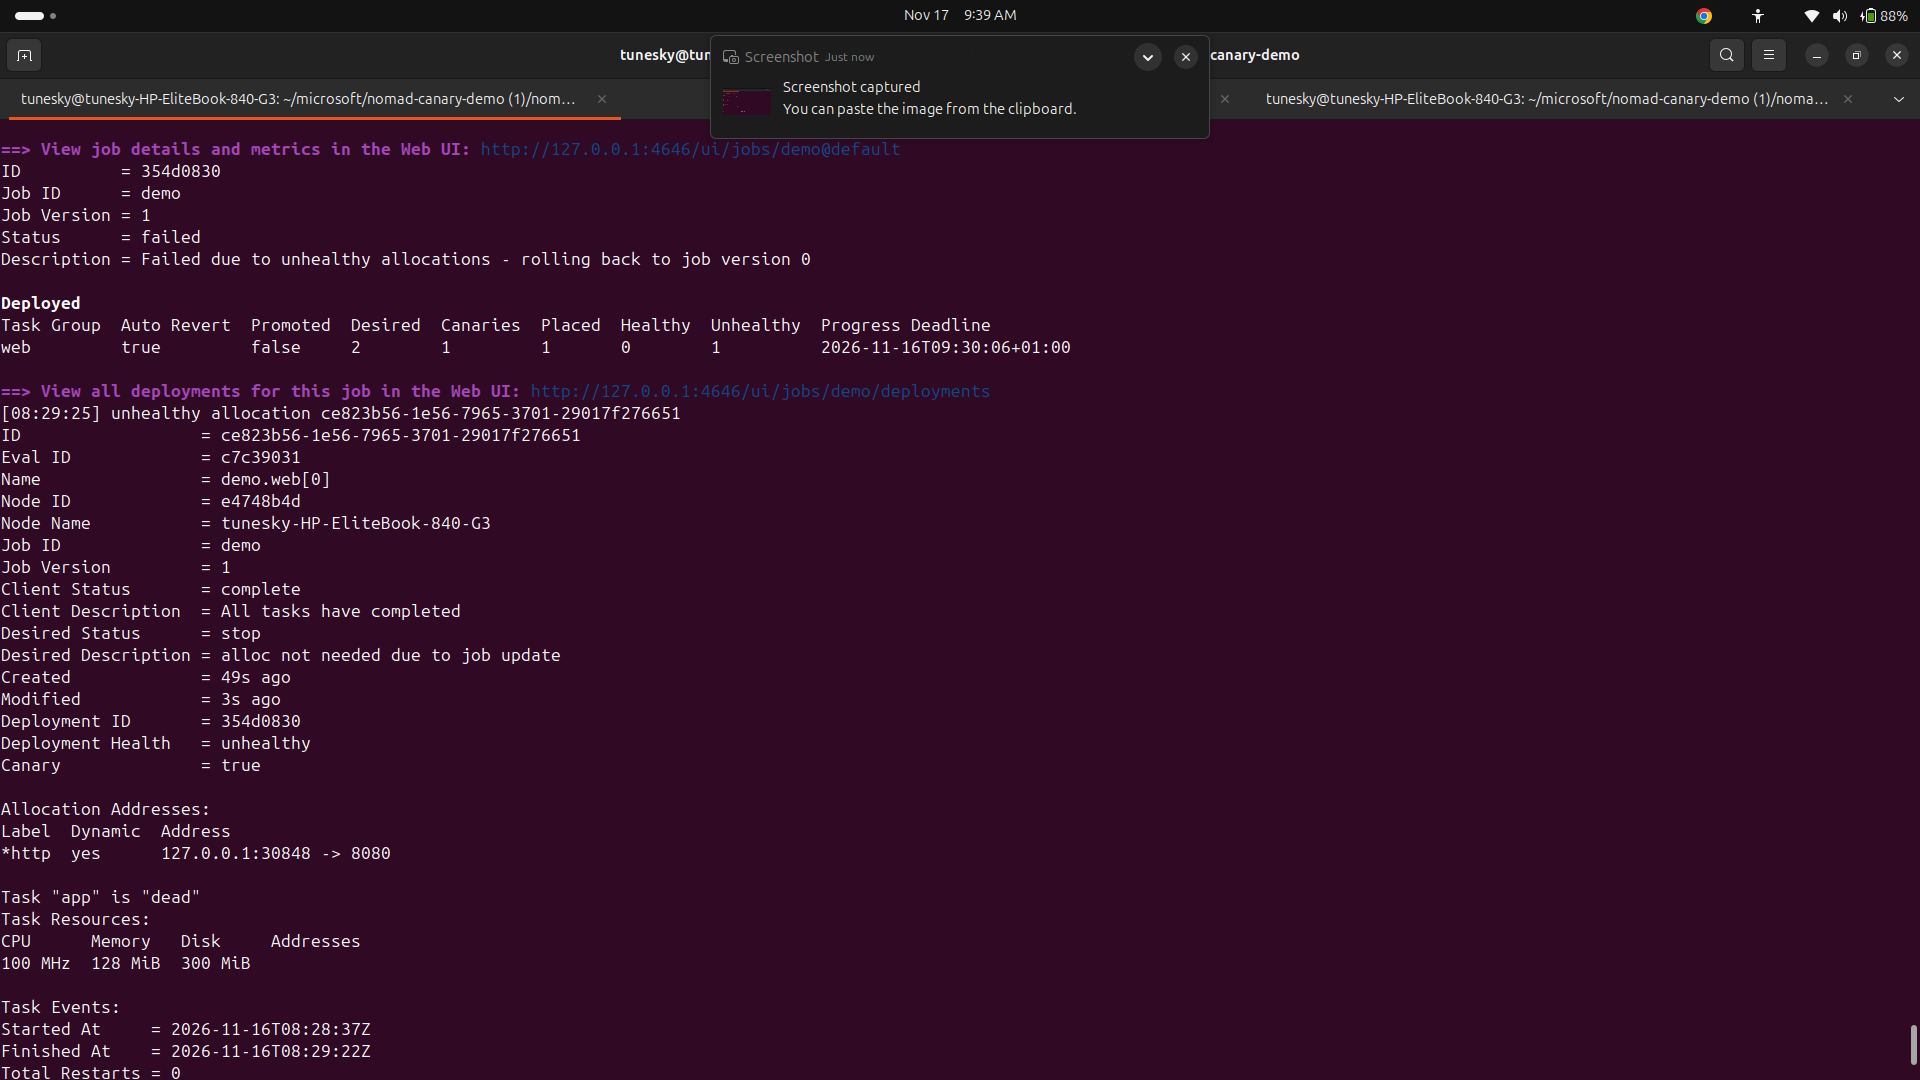 Nov 17 9:39 AM
88%
tunesky@tun
canary-demo
Screenshot Just now
Screenshot captured
You can paste the image from the clipboard.
tunesky@tunesky-HP-EliteBook-840-G3: ~/microsoft/nomad-canary-demo (1)/nom...
tunesky@tunesky-HP-EliteBook-840-G3: ~/microsoft/nomad-canary-demo (1)/noma...
==> View job details and metrics in the Web UI: http://127.0.0.1:4646/ui/jobs/demo@default
ID = 354d0830
Job ID = demo
Job Version = 1
Status = failed
Description = Failed due to unhealthy allocations - rolling back to job version 0
Deployed
Task Group Auto Revert Promoted Desired Canaries Placed Healthy Unhealthy Progress Deadline
web true false 2 1 1 0 1 2026-11-16T09:30:06+01:00
==> View all deployments for this job in the Web UI: http://127.0.0.1:4646/ui/jobs/demo/deployments
[08:29:25] unhealthy allocation ce823b56-1e56-7965-3701-29017f276651
ID = ce823b56-1e56-7965-3701-29017f276651
Eval ID = c7c39031
Name = demo.web[0]
Node ID = e4748b4d
Node Name = tunesky-HP-EliteBook-840-G3
Job ID = demo
Job Version = 1
Client Status = complete
Client Description = All tasks have completed
Desired Status = stop
Desired Description = alloc not needed due to job update
Created = 49s ago
Modified = 3s ago
Deployment ID = 354d0830
Deployment Health = unhealthy
Canary = true
Allocation Addresses:
Label Dynamic Address
*http yes 127.0.0.1:30848 -> 8080
Task "app" is "dead"
Task Resources:
CPU Memory Disk Addresses
100 MHz 128 MiB 300 MiB
Task Events:
Started At = 2026-11-16T08:28:37Z
Finished At = 2026-11-16T08:29:22Z
Total Restarts = 0